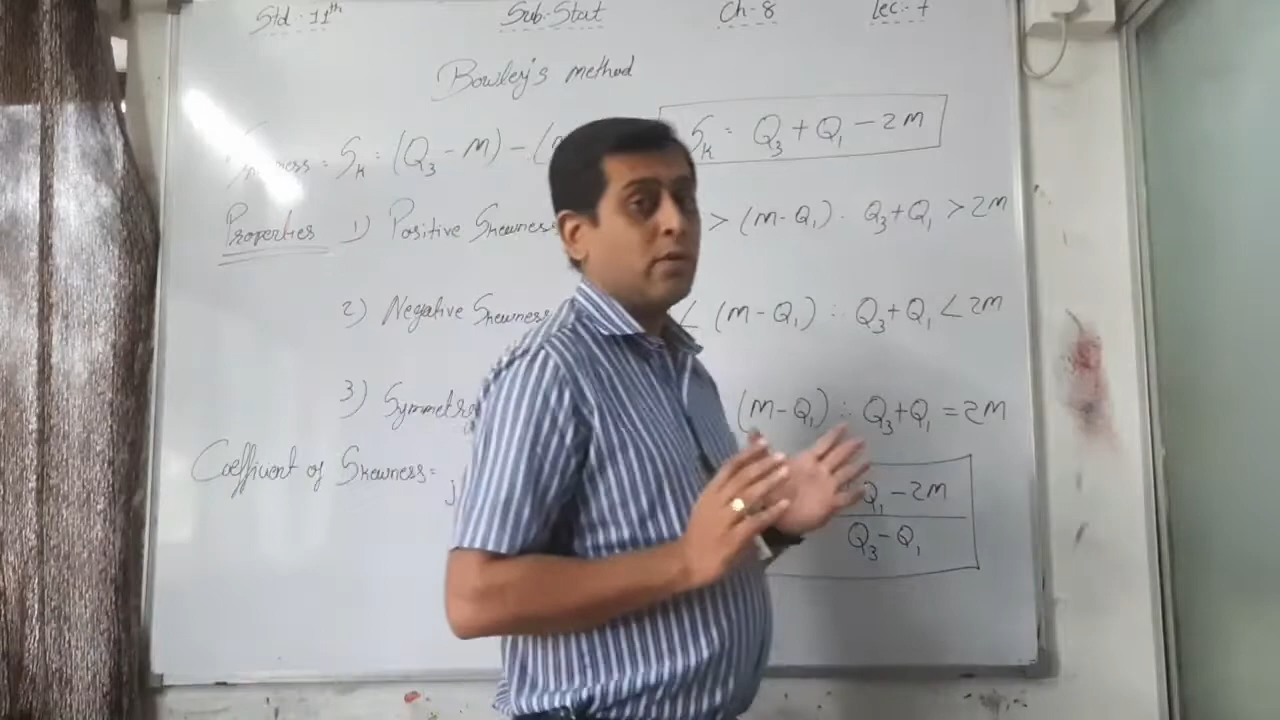 Std:- 11th Sub:- Stat Ch-8 Lec:-
Bowley's method
= Sk = (Q3 - M) - ( Sk = Q3 + Q1 - 2M
Properties 1) Positive Skewness > (M - Q1) ∴ Q3 + Q1 > 2M
2) Negative Skewness < (M - Q1) ∴ Q3 + Q1 < 2M
3) (M - Q1) ∴ Q3 + Q1 = 2M
Coefficient of Skewness = j Q1 - 2M
Q3 - Q1